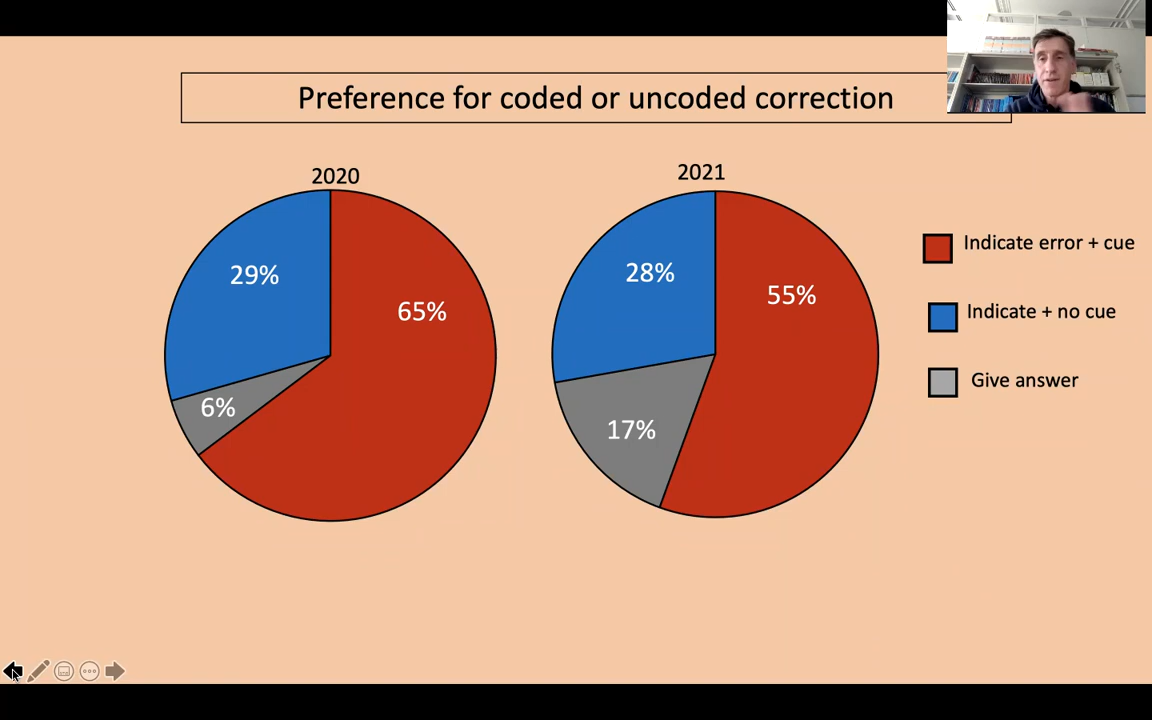 Preference for coded or uncoded correction
2020
2021
29%
65%
6%
28%
55%
17%
Indicate error + cue
Indicate + no cue
Give answer